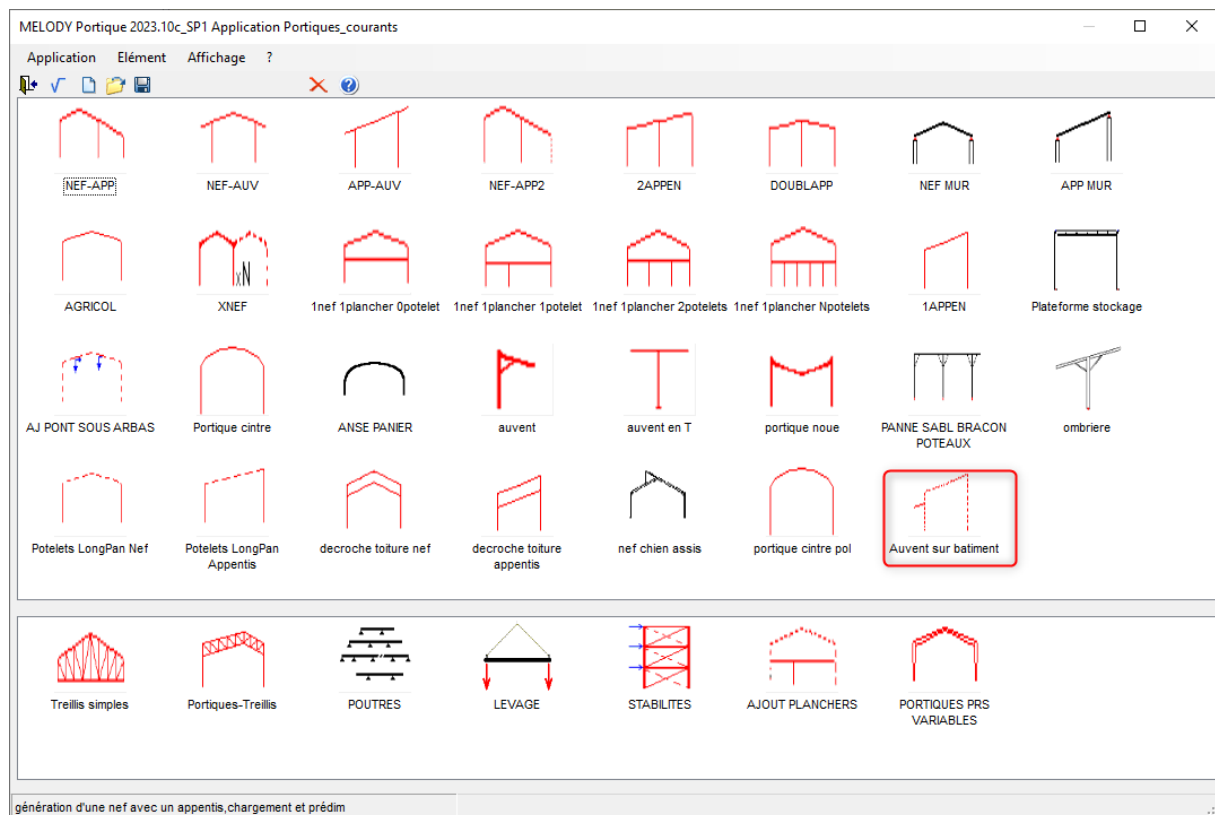 MELODY Portique 2023.10c_SP1 Application Portiques_courants
Application Elément Affichage ?
NEF-APP NEF-AUV APP-AUV NEF-APP2 2APPEN DOUBLAPP NEF MUR APP MUR
xN
AGRICOL XNEF 1nef 1plancher 0potelet 1nef 1plancher 1potelet 1nef 1plancher 2potelets 1nef 1plancher Npotelets 1APPEN Plateforme stockage
AJ PONT SOUS ARBAS Portique cintre ANSE PANIER auvent auvent en T portique noue PANNE SABL BRACON POTEAUX ombriere
Potelets LongPan Nef Potelets LongPan Appentis decroche toiture nef decroche toiture appentis nef chien assis portique cintre pol Auvent sur batiment
Treillis simples Portiques-Treillis POUTRES LEVAGE STABILITES AJOUT PLANCHERS PORTIQUES PRS VARIABLES
génération d'une nef avec un appentis,chargement et prédim